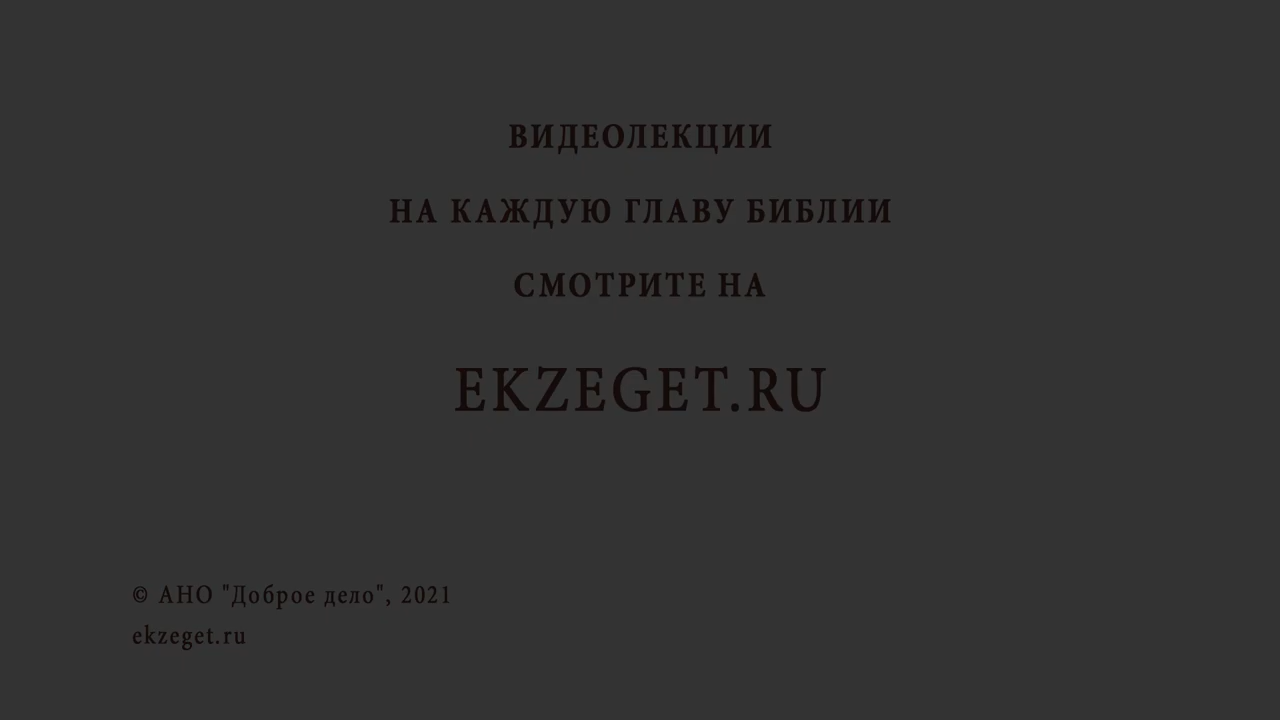 ВИДЕОЛЕКЦИИ
НА КАЖДУЮ ГЛАВУ БИБЛИИ
СМОТРИТЕ НА
EKZEGET.RU
© АНО "Доброе дело", 2021
ekzeget.ru